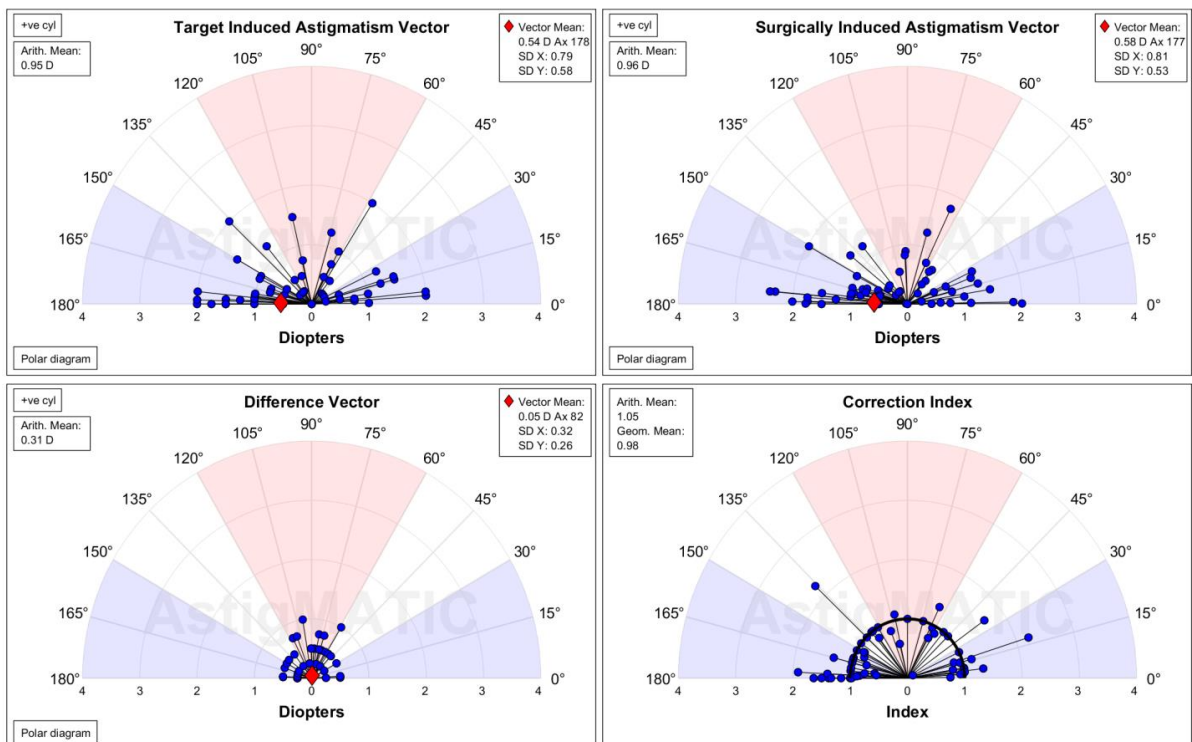 +ve cyl
Target Induced Astigmatism Vector
Arith. Mean:
0.95 D
Vector Mean:
0.54 D Ax 178
SD X: 0.79
SD Y: 0.58
90°
105°
75°
120°
60°
135°
45°
150°
30°
165°
15°
180°
0°
AstigMATIC
4 3 2 1 0 1 2 3 4
Diopters
Polar diagram
+ve cyl
Surgically Induced Astigmatism Vector
Arith. Mean:
0.96 D
Vector Mean:
0.58 D Ax 177
SD X: 0.81
SD Y: 0.53
90°
105°
75°
120°
60°
135°
45°
150°
30°
165°
15°
180°
0°
AstigMATIC
4 3 2 1 0 1 2 3 4
Diopters
Polar diagram
+ve cyl
Difference Vector
Arith. Mean:
0.31 D
Vector Mean:
0.05 D Ax 82
SD X: 0.32
SD Y: 0.26
90°
105°
75°
120°
60°
135°
45°
150°
30°
165°
15°
180°
0°
AstigMATIC
4 3 2 1 0 1 2 3 4
Diopters
Polar diagram
Correction Index
Arith. Mean:
1.05
Geom. Mean:
0.98
90°
105°
75°
120°
60°
135°
45°
150°
30°
165°
15°
180°
0°
AstigMATIC
4 3 2 1 0 1 2 3 4
Index